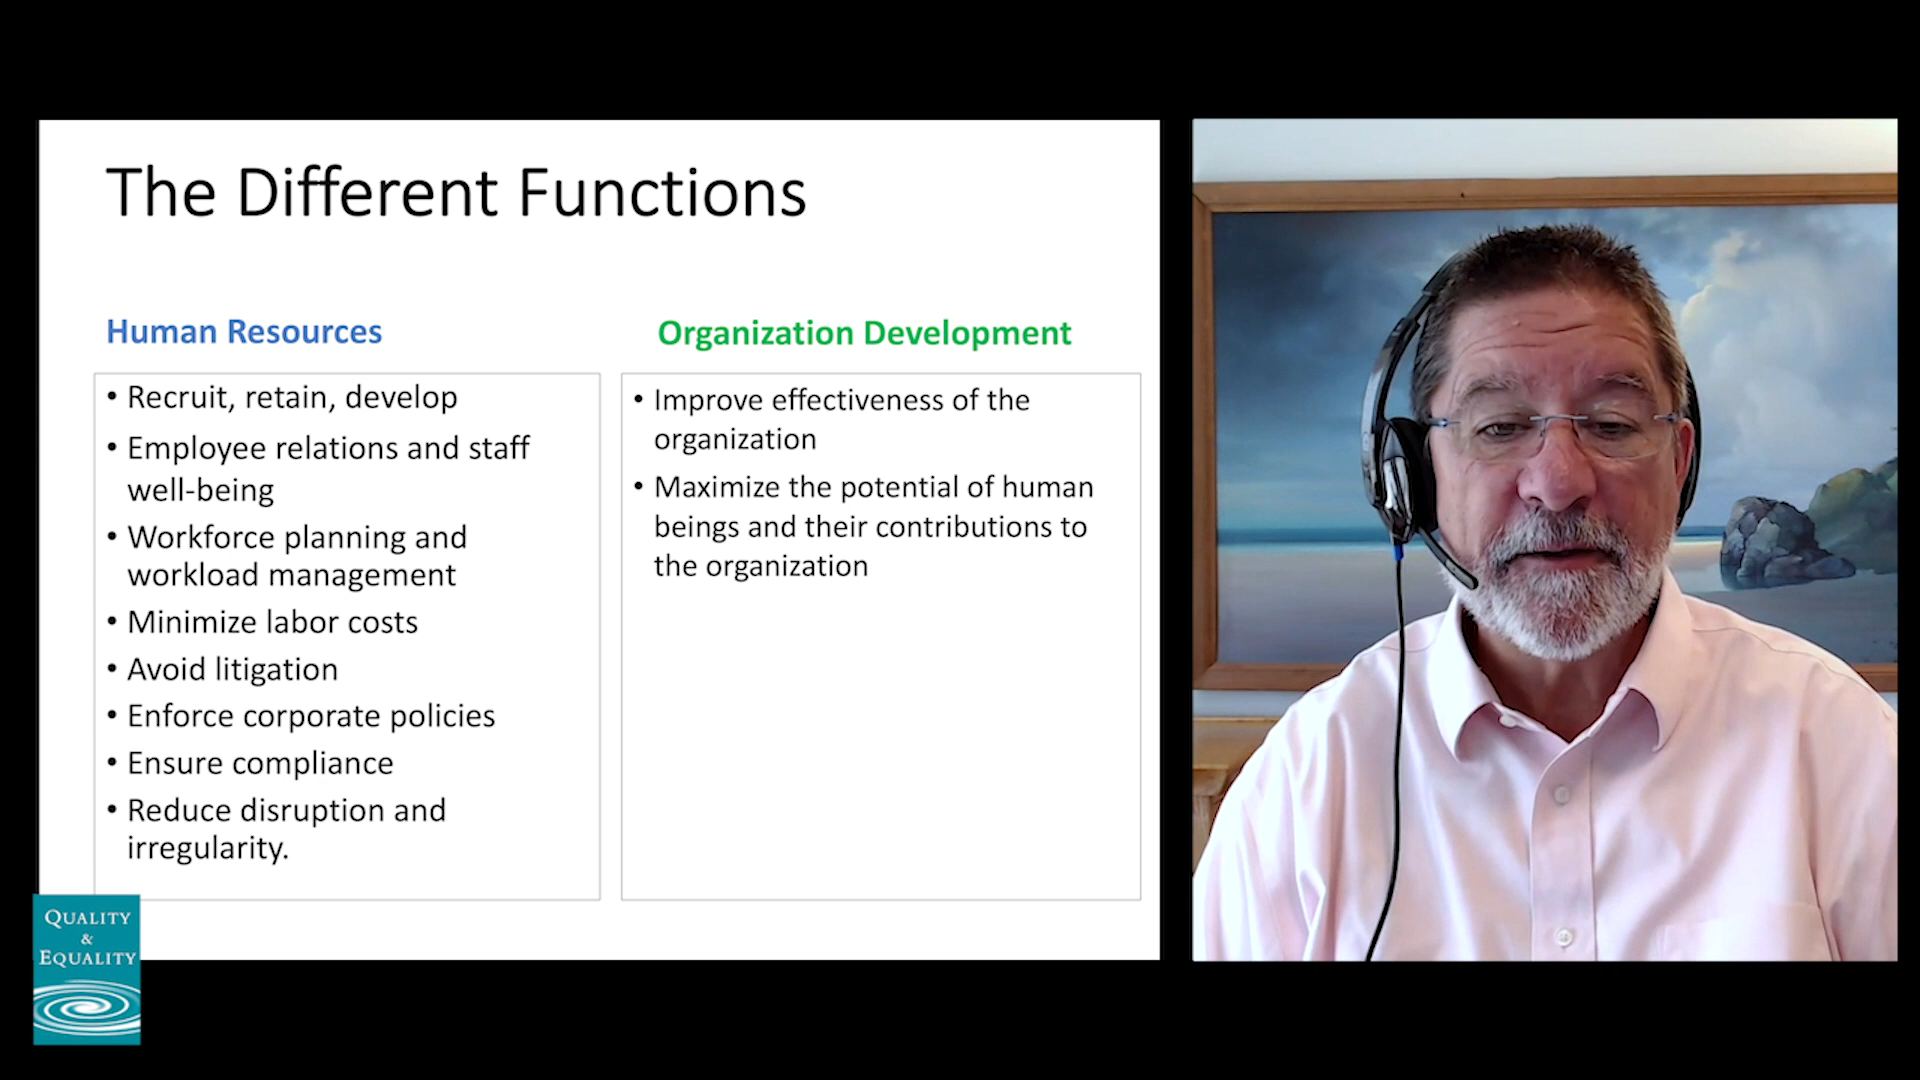 The Different Functions
Human Resources
• Recruit, retain, develop
• Employee relations and staff
well-being
• Workforce planning and
workload management
• Minimize labor costs
• Avoid litigation
• Enforce corporate policies
• Ensure compliance
• Reduce disruption and
irregularity.
Organization Development
• Improve effectiveness of the
organization
• Maximize the potential of human
beings and their contributions to
the organization
QUALITY
&
EQUALITY